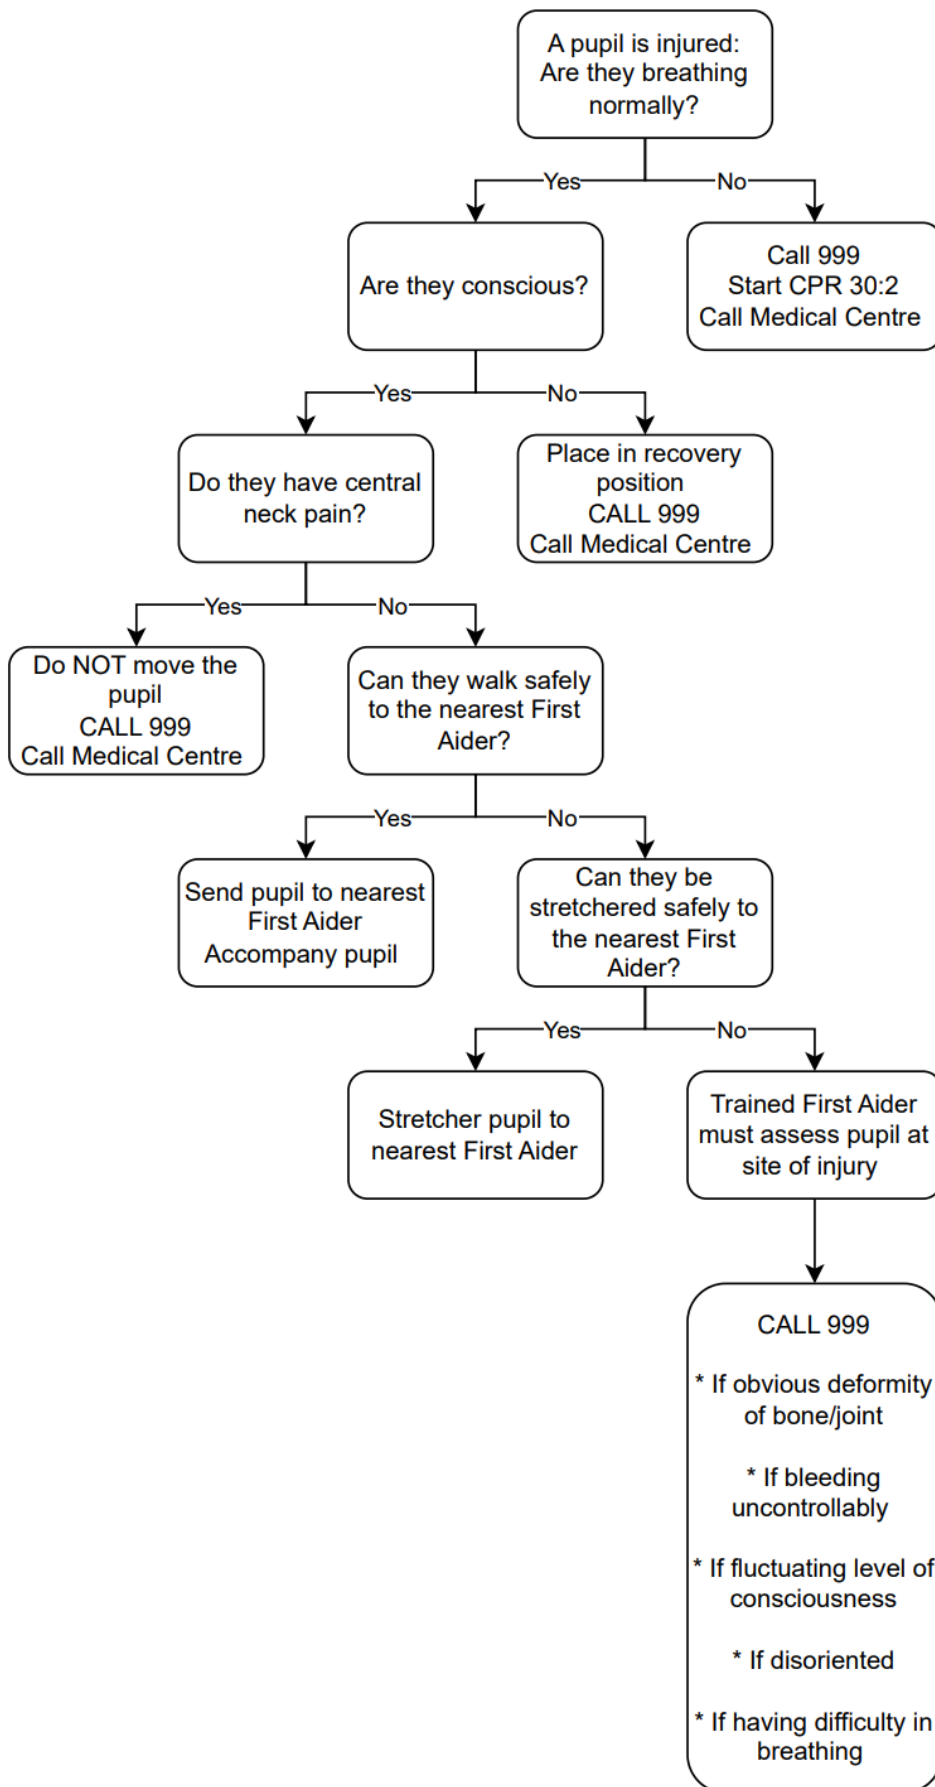 A pupil is injured:
Are they breathing
normally?
Yes
No
Are they conscious?
Call 999
Start CPR 30:2
Call Medical Centre
Yes
No
Do they have central
neck pain?
Place in recovery
position
CALL 999
Call Medical Centre
Yes
No
Do NOT move the
pupil
CALL 999
Call Medical Centre
Can they walk safely
to the nearest First
Aider?
Yes
No
Send pupil to nearest
First Aider
Accompany pupil
Can they be
stretchered safely to
the nearest First
Aider?
Yes
No
Stretcher pupil to
nearest First Aider
Trained First Aider
must assess pupil at
site of injury
CALL 999
* If obvious deformity
of bone/joint
* If bleeding
uncontrollably
* If fluctuating level of
consciousness
* If disoriented
* If having difficulty in
breathing